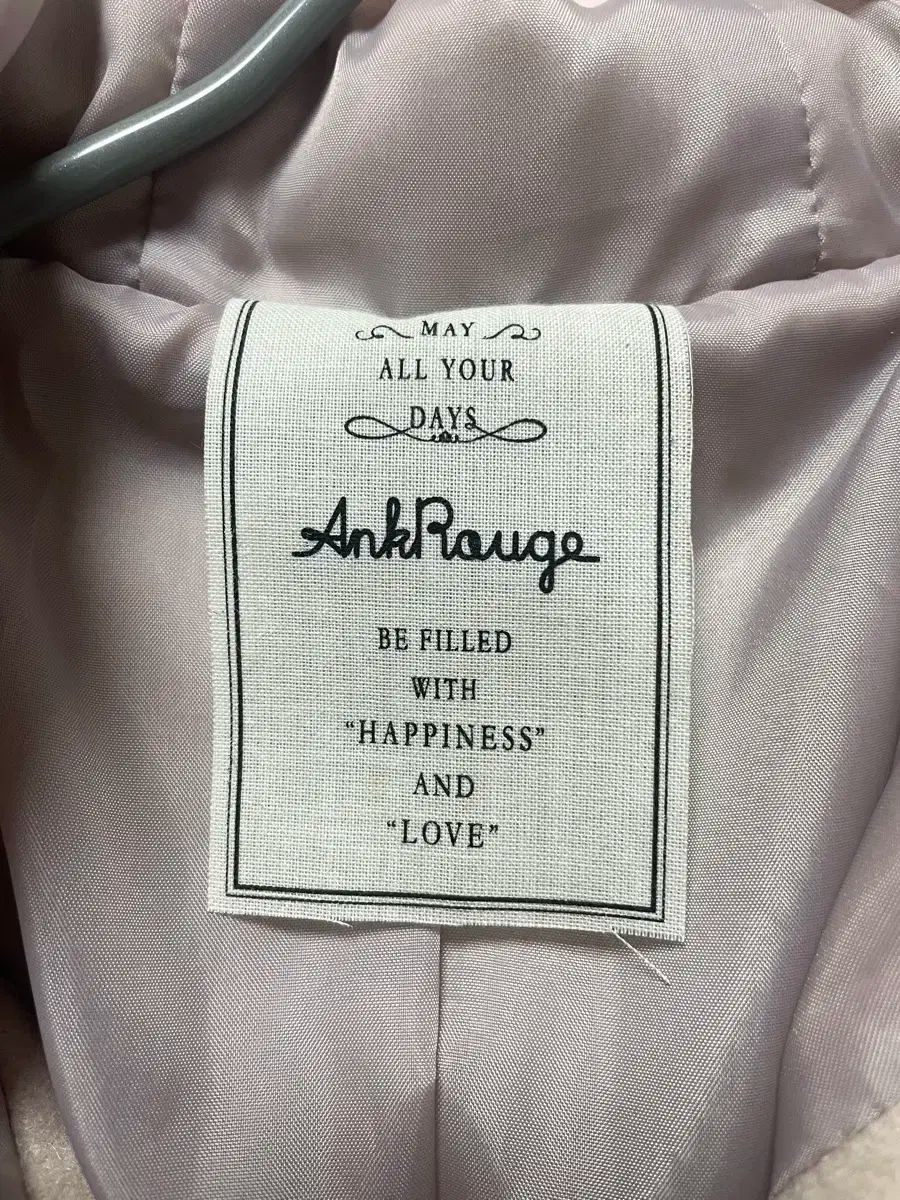 MAY
ALL YOUR
DAYS
AnkRouge
BE FILLED
WITH
“HAPPINESS”
AND
“LOVE”